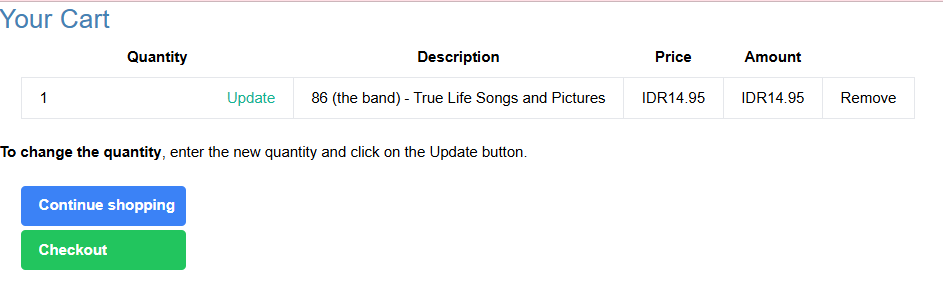 Your Cart
Quantity Description Price Amount
1 Update 86 (the band) - True Life Songs and Pictures IDR14.95 IDR14.95 Remove
To change the quantity, enter the new quantity and click on the Update button.
Continue shopping
Checkout